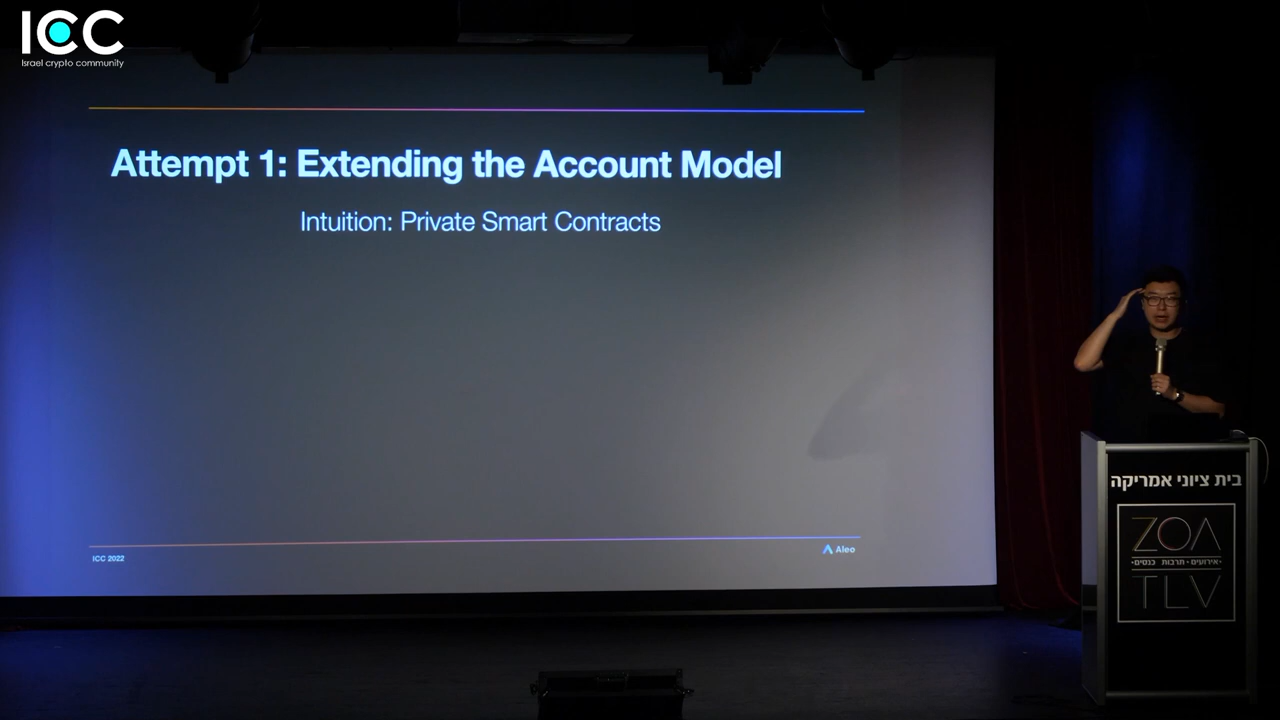 ICC
Israel crypto community
Attempt 1: Extending the Account Model
Intuition: Private Smart Contracts
ICC 2022
Aleo
בית ציוני אמריקה
ZOA
•אירועים • תרבות • כנסים•
TLV